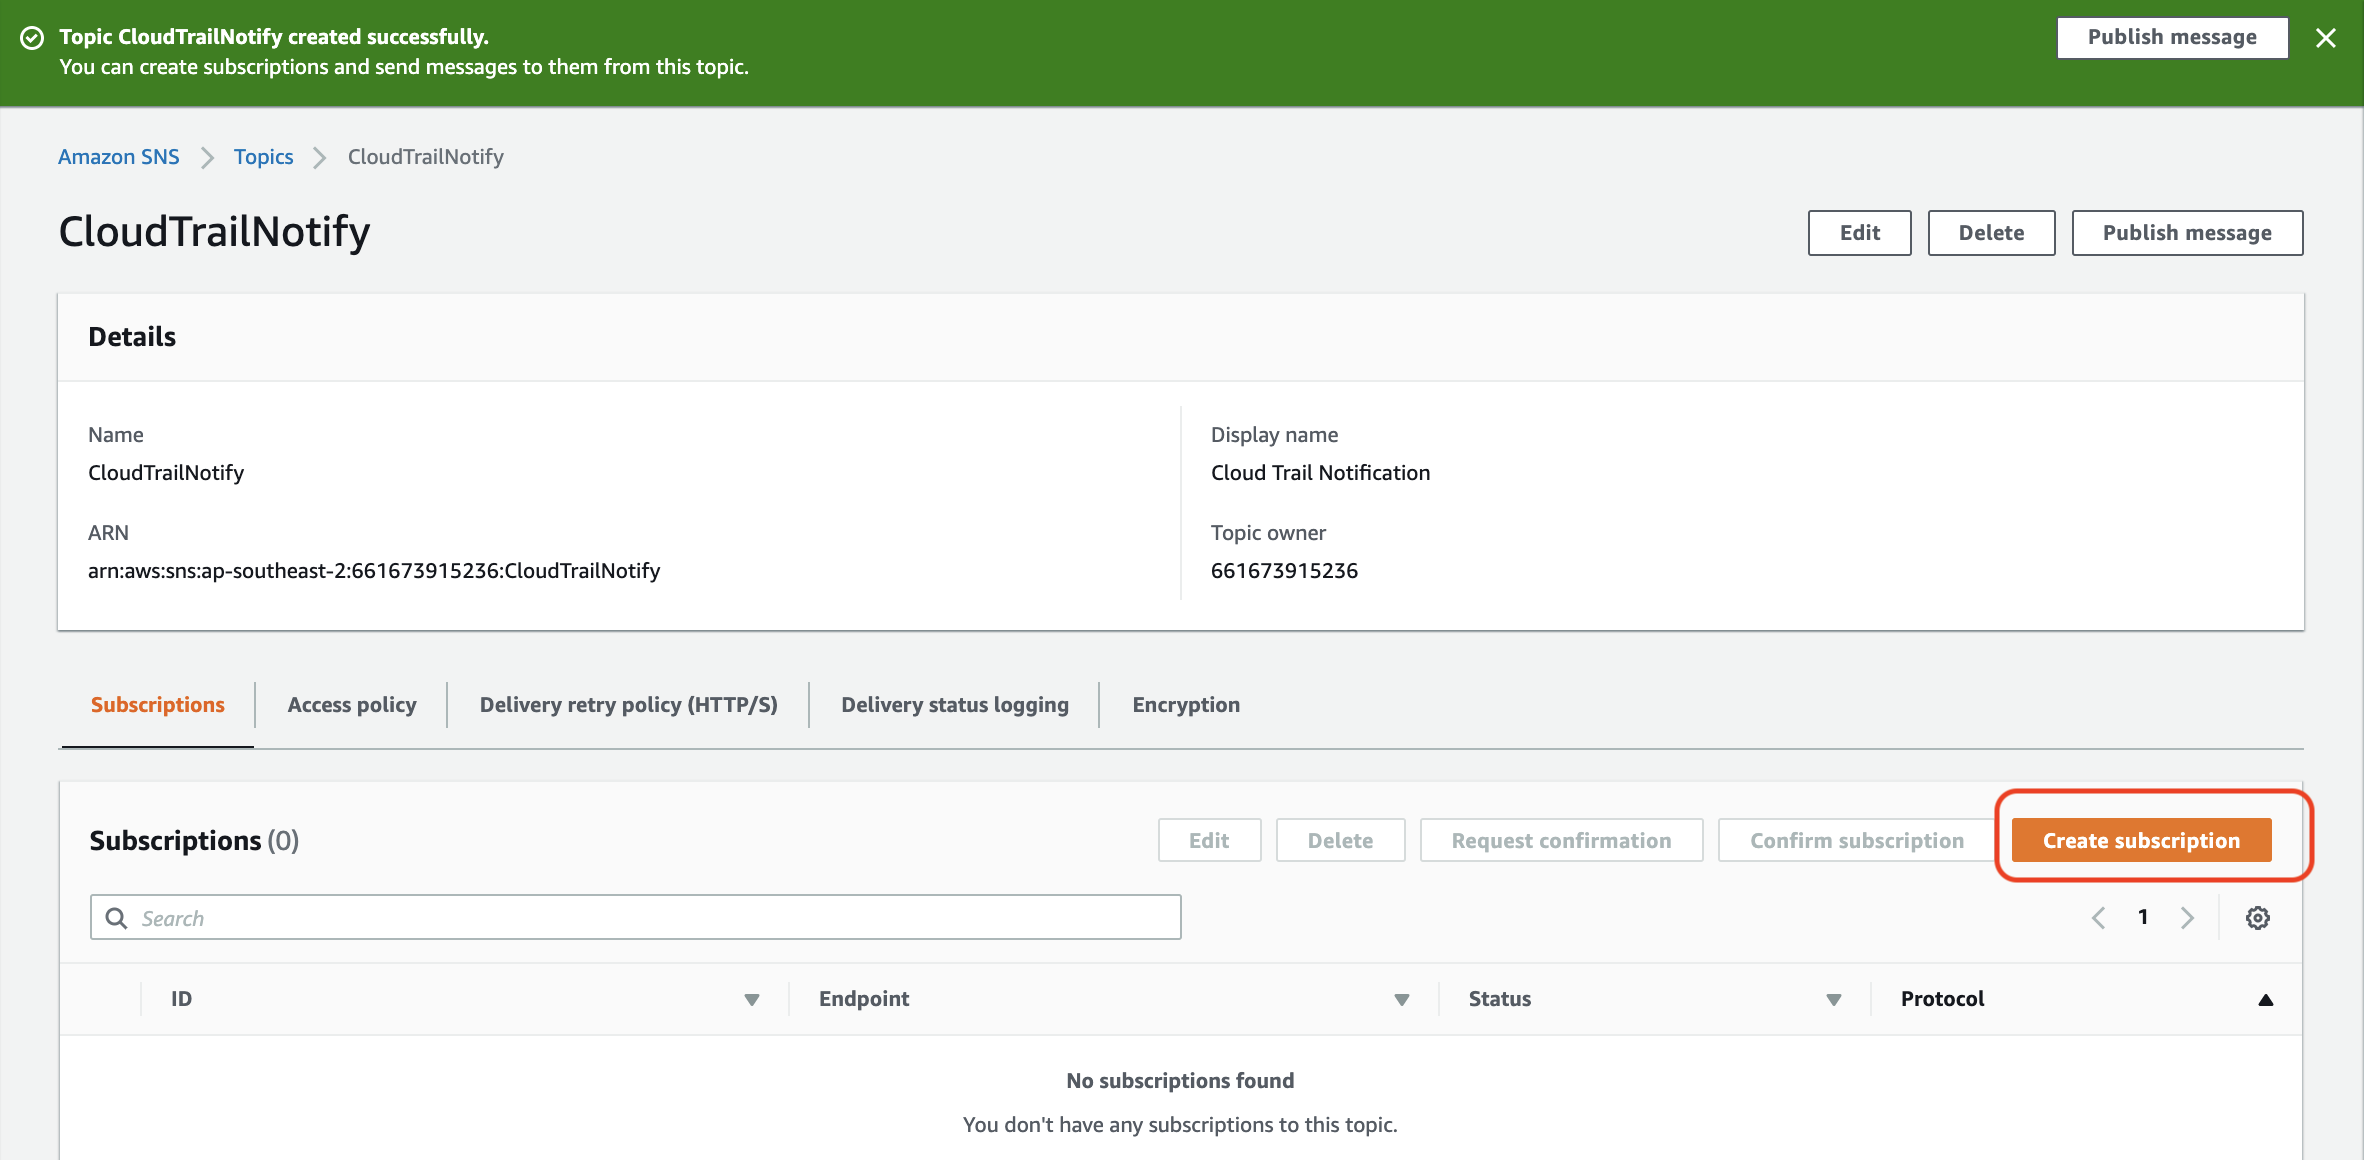 Topic CloudTrailNotify created successfully.
You can create subscriptions and send messages to them from this topic.
Publish message
Amazon SNS
Topics
CloudTrailNotify
CloudTrailNotify
Edit
Delete
Publish message
Details
Name
CloudTrailNotify
Display name
Cloud Trail Notification
ARN
arn:aws:sns:ap-southeast-2:661673915236:CloudTrailNotify
Topic owner
661673915236
Subscriptions
Access policy
Delivery retry policy (HTTP/S)
Delivery status logging
Encryption
Subscriptions (0)
Edit
Delete
Request confirmation
Confirm subscription
Create subscription
Search
1
ID
Endpoint
Status
Protocol
No subscriptions found
You don't have any subscriptions to this topic.